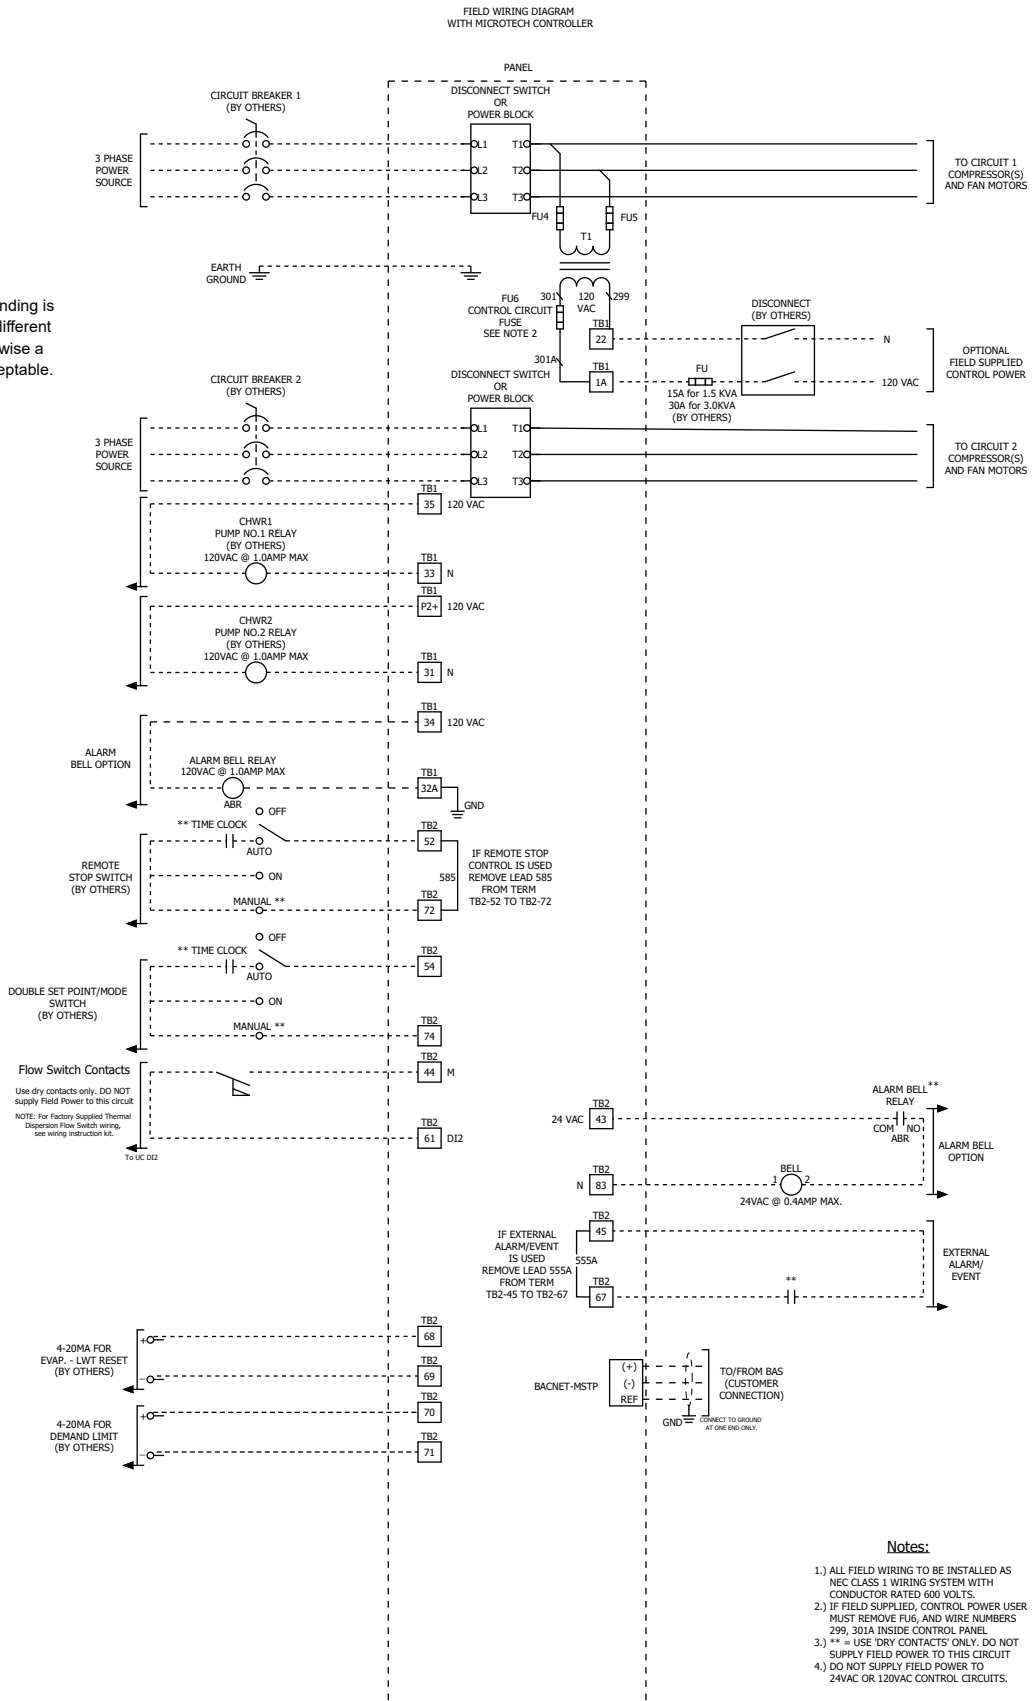 FIELD WIRING DIAGRAM
WITH MICROTECH CONTROLLER
PANEL
CIRCUIT BREAKER 1
(BY OTHERS)
DISCONNECT SWITCH
OR
POWER BLOCK
3 PHASE
POWER
SOURCE
L1
T1
L2
T2
L3
T3
TO CIRCUIT 1
COMPRESSOR(S)
AND FAN MOTORS
FU4
FU5
T1
EARTH
GROUND
nding is
different
wise a
eptable.
301
120
VAC
299
FU6
CONTROL CIRCUIT
FUSE
SEE NOTE 2
TB1
22
DISCONNECT
(BY OTHERS)
N
OPTIONAL
FIELD SUPPLIED
CONTROL POWER
301A
TB1
1A
FU
15A for 1.5 KVA
30A for 3.0KVA
(BY OTHERS)
120 VAC
CIRCUIT BREAKER 2
(BY OTHERS)
DISCONNECT SWITCH
OR
POWER BLOCK
3 PHASE
POWER
SOURCE
L1
T1
L2
T2
L3
T3
TO CIRCUIT 2
COMPRESSOR(S)
AND FAN MOTORS
TB1
35
120 VAC
CHWR1
PUMP NO.1 RELAY
(BY OTHERS)
120VAC @ 1.0AMP MAX
TB1
33
N
TB1
P2+
120 VAC
CHWR2
PUMP NO.2 RELAY
(BY OTHERS)
120VAC @ 1.0AMP MAX
TB1
31
N
TB1
34
120 VAC
ALARM
BELL OPTION
ALARM BELL RELAY
120VAC @ 1.0AMP MAX
ABR
TB1
32A
GND
OFF
** TIME CLOCK
AUTO
TB2
52
REMOTE
STOP SWITCH
(BY OTHERS)
ON
MANUAL **
585
TB2
72
IF REMOTE STOP
CONTROL IS USED
REMOVE LEAD 585
FROM TERM
TB2-52 TO TB2-72
OFF
** TIME CLOCK
AUTO
TB2
54
DOUBLE SET POINT/MODE
SWITCH
(BY OTHERS)
ON
MANUAL **
TB2
74
Flow Switch Contacts
Use dry contacts only. DO NOT
supply Field Power to this circuit
NOTE: For Factory Supplied Thermal
Dispersion Flow Switch wiring,
see wiring instruction kit.
To UC DI2
TB2
44
M
TB2
61
DI2
24 VAC
TB2
43
ALARM BELL **
RELAY
COM
NO
ABR
ALARM BELL
OPTION
N
TB2
83
BELL
1
2
24VAC @ 0.4AMP MAX.
IF EXTERNAL
ALARM/EVENT
IS USED
REMOVE LEAD 555A
FROM TERM
TB2-45 TO TB2-67
TB2
45
555A
TB2
67
**
EXTERNAL
ALARM/
EVENT
4-20MA FOR
EVAP. - LWT RESET
(BY OTHERS)
+
−
TB2
68
TB2
69
4-20MA FOR
DEMAND LIMIT
(BY OTHERS)
+
−
TB2
70
TB2
71
BACNET-MSTP
(+)
(-)
REF
GND
TO/FROM BAS
(CUSTOMER
CONNECTION)
CONNECT TO GROUND
AT ONE END ONLY.
Notes:
1.) ALL FIELD WIRING TO BE INSTALLED AS
NEC CLASS 1 WIRING SYSTEM WITH
CONDUCTOR RATED 600 VOLTS.
2.) IF FIELD SUPPLIED, CONTROL POWER USER
MUST REMOVE FU6, AND WIRE NUMBERS
299, 301A INSIDE CONTROL PANEL
3.) ** = USE 'DRY CONTACTS' ONLY. DO NOT
SUPPLY FIELD POWER TO THIS CIRCUIT
4.) DO NOT SUPPLY FIELD POWER TO
24VAC OR 120VAC CONTROL CIRCUITS.